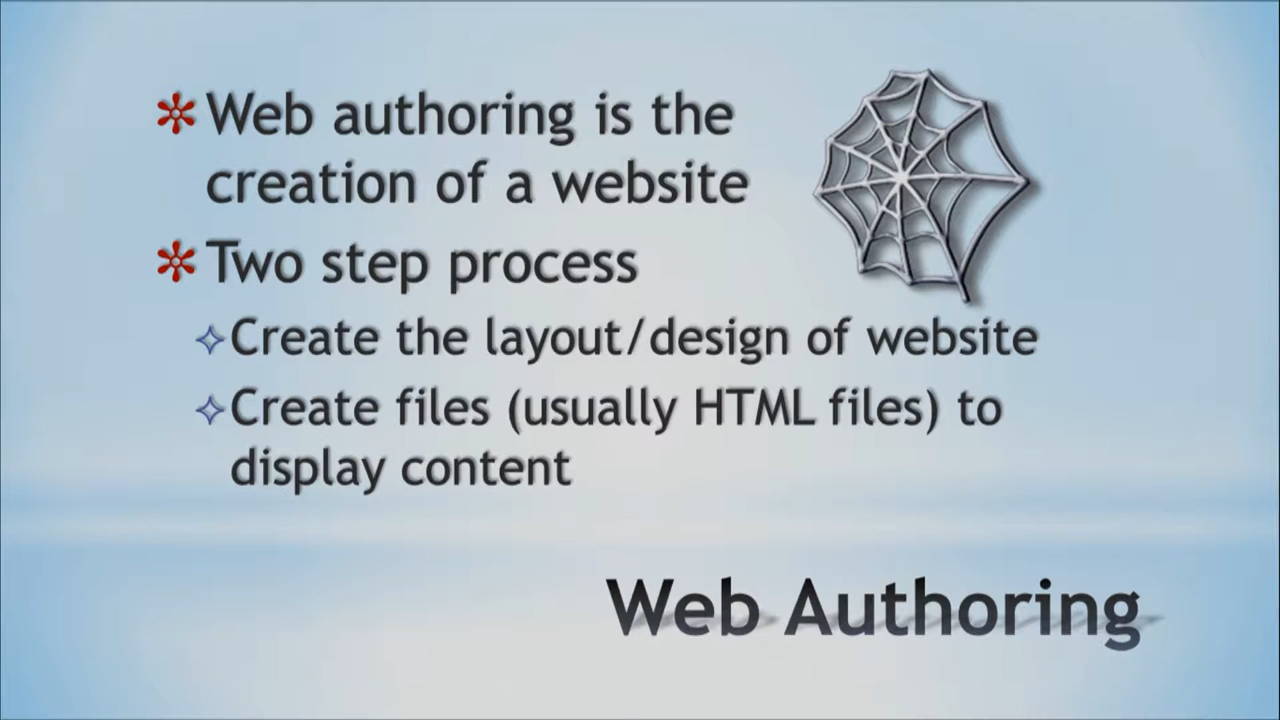 Web authoring is the
creation of a website
Two step process
Create the layout/design of website
Create files (usually HTML files) to
display content
Web Authoring